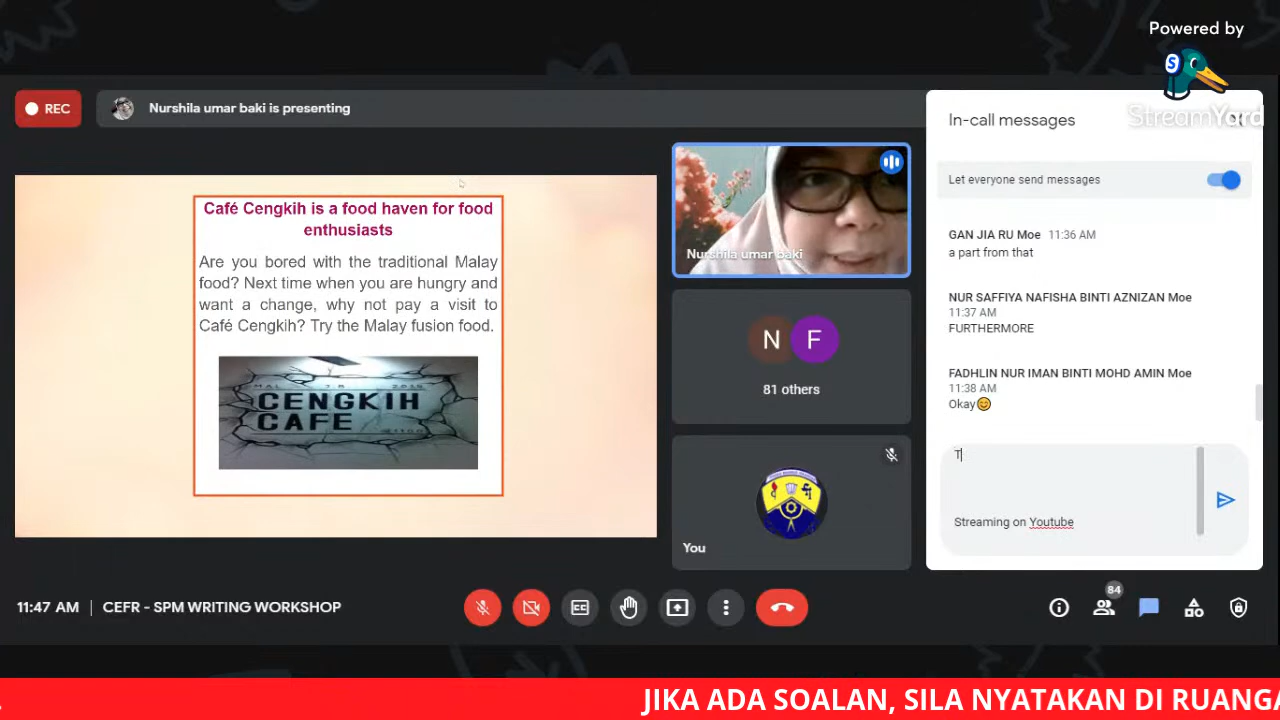 Powered by
StreamYard
REC
Nurshila umar baki is presenting
Café Cengkih is a food haven for food
enthusiasts
Are you bored with the traditional Malay
food? Next time when you are hungry and
want a change, why not pay a visit to
Café Cengkih? Try the Malay fusion food.
CENGKIH
CAFE
Nurshila umar baki
N F
81 others
You
In-call messages
Let everyone send messages
GAN JIA RU Moe 11:36 AM
a part from that
NUR SAFFIYA NAFISHA BINTI AZNIZAN Moe
11:37 AM
FURTHERMORE
FADHLIN NUR IMAN BINTI MOHD AMIN Moe
11:38 AM
Okay😊
T
Streaming on Youtube
11:47 AM | CEFR - SPM WRITING WORKSHOP
84
JIKA ADA SOALAN, SILA NYATAKAN DI RUANGA